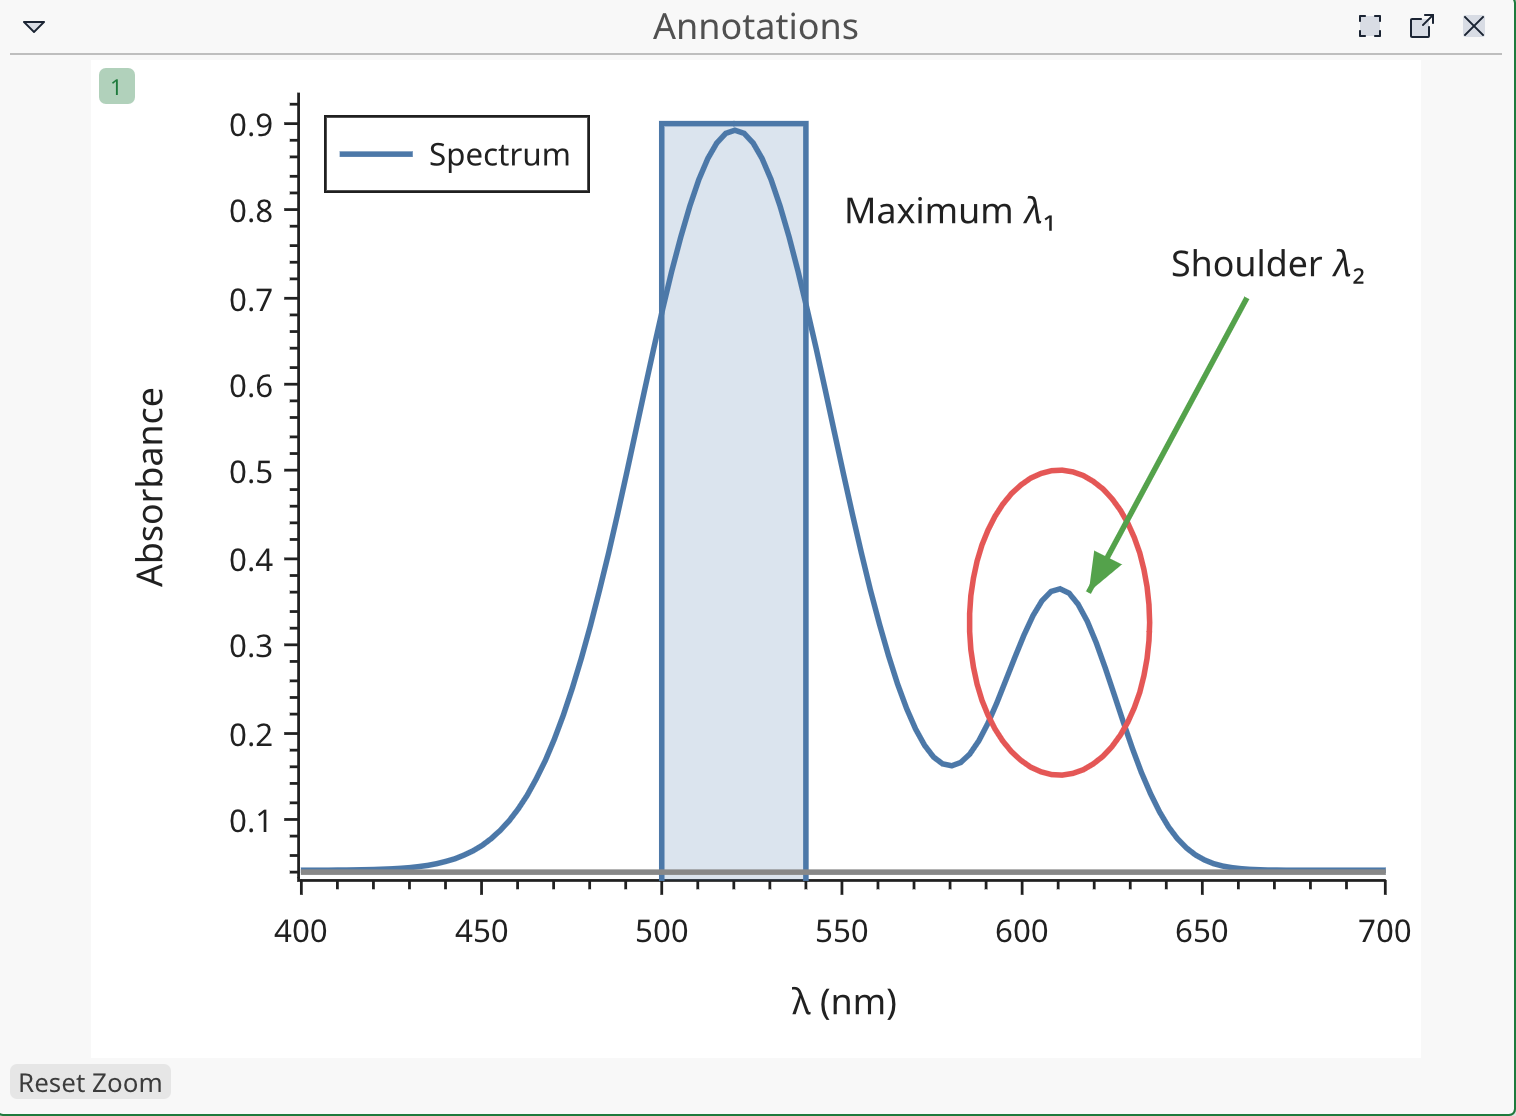 Annotations
1
Spectrum
Maximum λ₁
Shoulder λ₂
Absorbance
0.9
0.8
0.7
0.6
0.5
0.4
0.3
0.2
0.1
400 450 500 550 600 650 700
λ (nm)
Reset Zoom